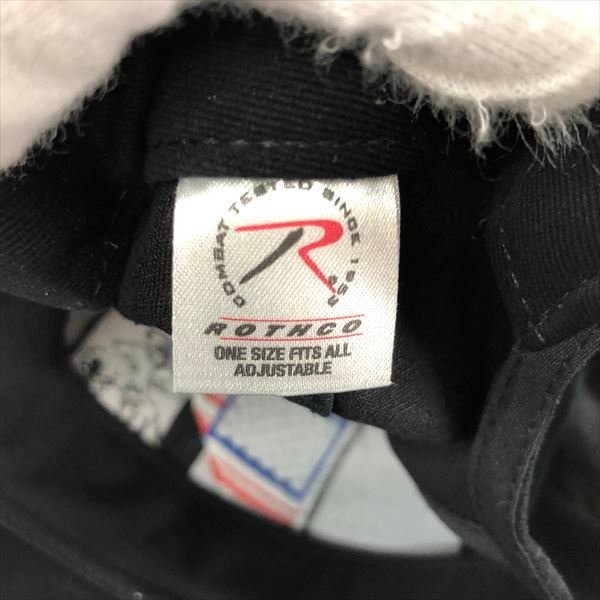 COMBAT TESTED SINCE 1953
R
ROTHCO
ONE SIZE FITS ALL
ADJUSTABLE